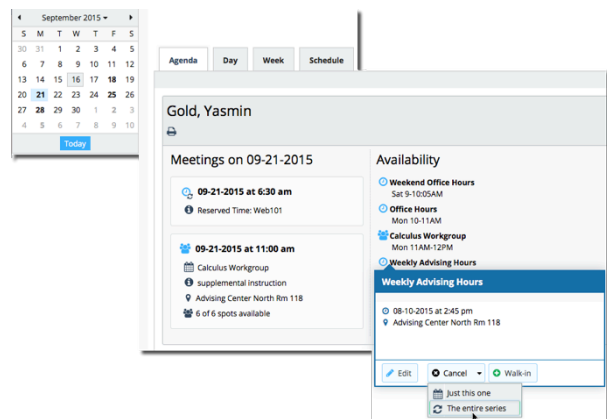 September 2015
S M T W T F S
30 31 1 2 3 4 5
6 7 8 9 10 11 12
13 14 15 16 17 18 19
20 21 22 23 24 25 26
27 28 29 30 1 2 3
4 5 6 7 8 9 10
Today
Agenda Day Week Schedule
Gold, Yasmin
Meetings on 09-21-2015
09-21-2015 at 6:30 am
Reserved Time: Web101
09-21-2015 at 11:00 am
Calculus Workgroup
supplemental instruction
Advising Center North Rm 118
6 of 6 spots available
Availability
Weekend Office Hours
Sat 9-10:05AM
Office Hours
Mon 10-11AM
Calculus Workgroup
Mon 11AM-12PM
Weekly Advising Hours
Weekly Advising Hours
08-10-2015 at 2:45 pm
Advising Center North Rm 118
Edit Cancel Walk-in
Just this one
The entire series